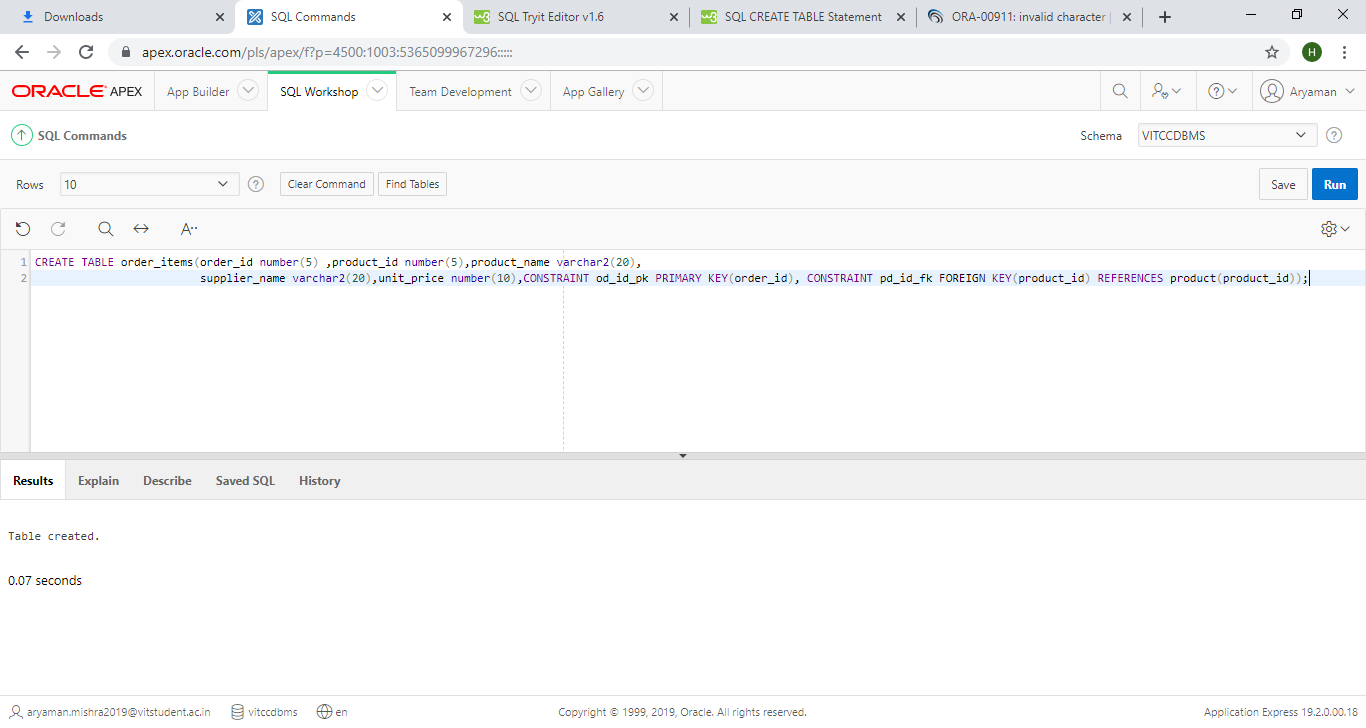 Downloads
SQL Commands
SQL Tryit Editor v1.6
SQL CREATE TABLE Statement
ORA-00911: invalid character
apex.oracle.com/pls/apex/f?p=4500:1003:5365099967296:::::
H
ORACLE APEX
App Builder
SQL Workshop
Team Development
App Gallery
Aryaman
SQL Commands
Schema
VITCCDBMS
Rows
10
Clear Command
Find Tables
Save
Run
A
1 CREATE TABLE order_items(order_id number(5) ,product_id number(5),product_name varchar2(20),
2 supplier_name varchar2(20),unit_price number(10),CONSTRAINT od_id_pk PRIMARY KEY(order_id), CONSTRAINT pd_id_fk FOREIGN KEY(product_id) REFERENCES product(product_id));
Results
Explain
Describe
Saved SQL
History
Table created.
0.07 seconds
aryaman.mishra2019@vitstudent.ac.in
vitccdbms
en
Copyright © 1999, 2019, Oracle. All rights reserved.
Application Express 19.2.0.00.18